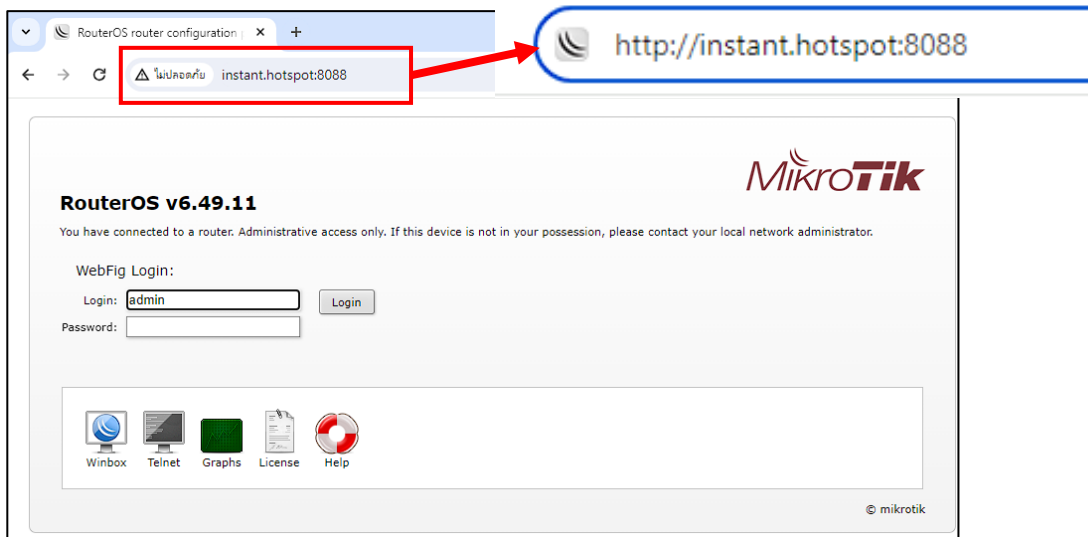 RouterOS router configuration
ไม่ปลอดภัย instant.hotspot:8088
http://instant.hotspot:8088
MikroTik
RouterOS v6.49.11
You have connected to a router. Administrative access only. If this device is not in your possession, please contact your local network administrator.
WebFig Login:
Login: admin Login
Password:
Winbox Telnet Graphs License Help
© mikrotik